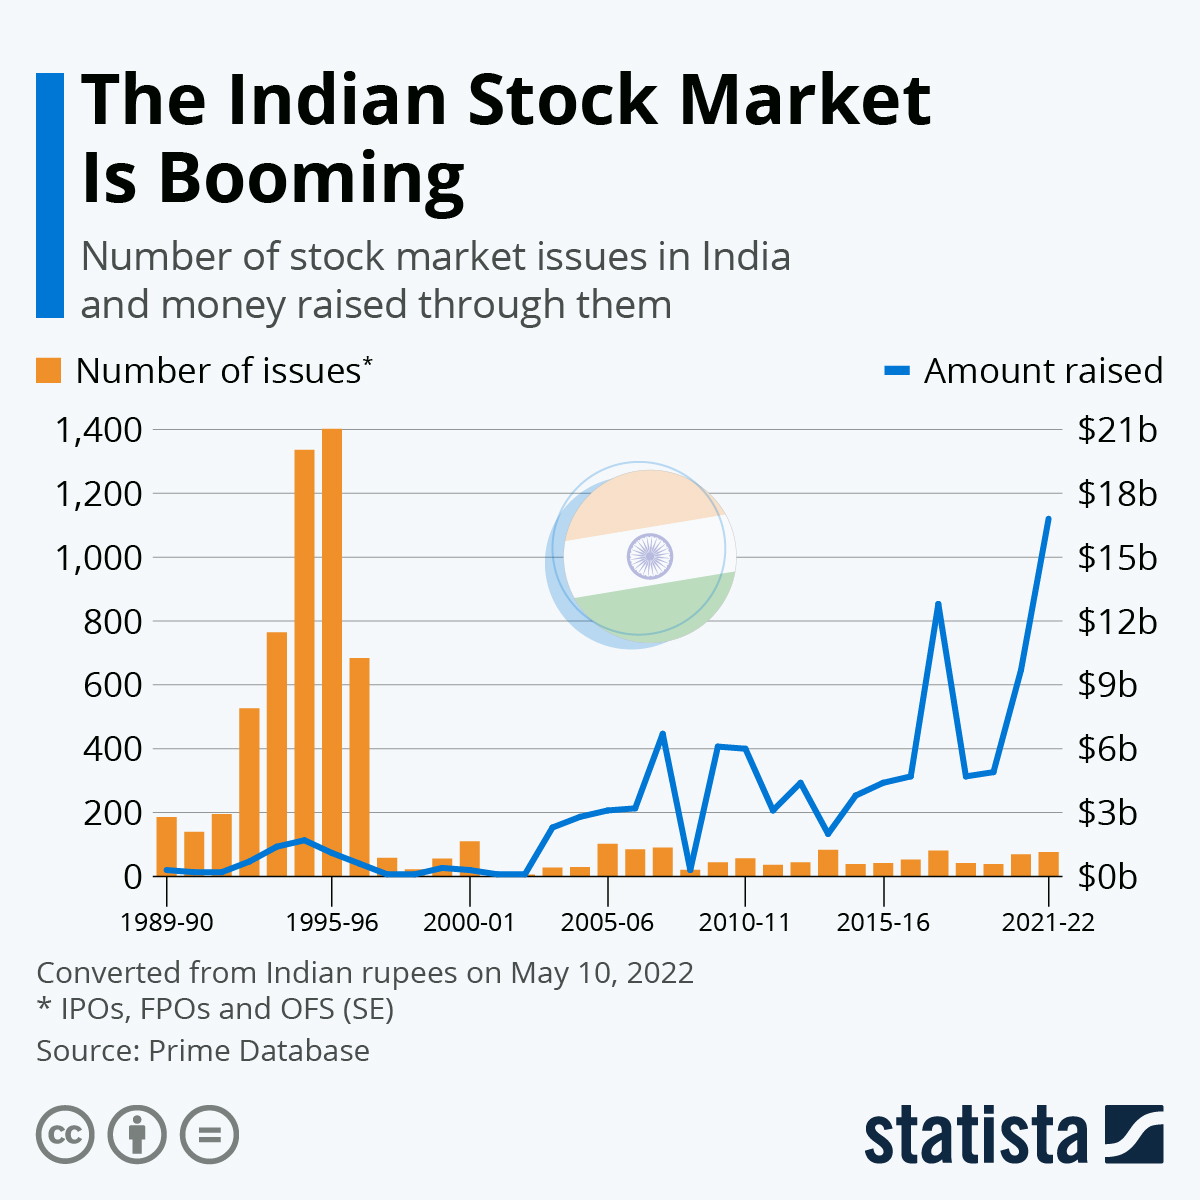 The Indian Stock Market
Is Booming
Number of stock market issues in India
and money raised through them
Number of issues*
Amount raised
1,400
$21b
1,200
$18b
1,000
$15b
800
$12b
600
$9b
400
$6b
200
$3b
0
$0b
1989-90
1995-96
2000-01
2005-06
2010-11
2015-16
2021-22
Converted from Indian rupees on May 10, 2022
* IPOs, FPOs and OFS (SE)
Source: Prime Database
cc
=
statista